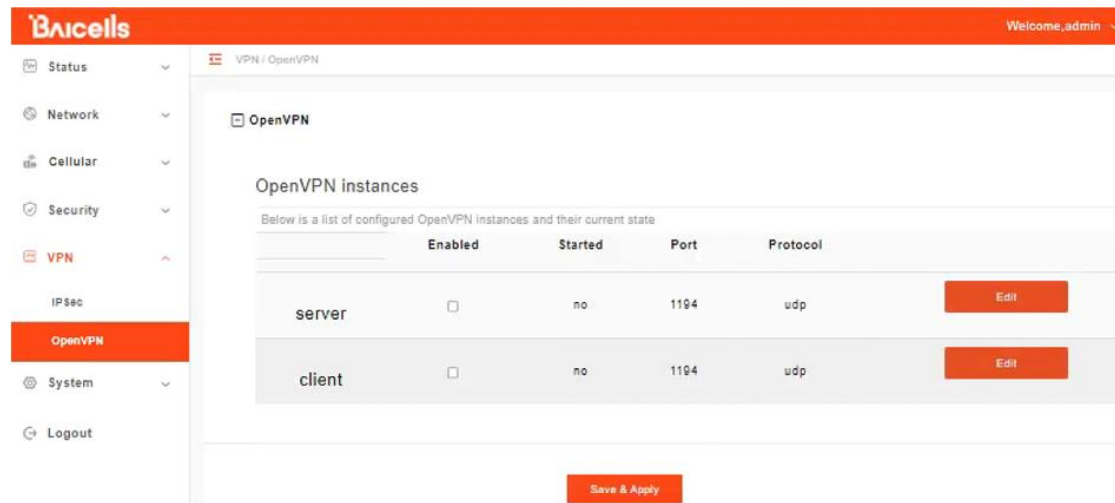 Baicells
Welcome,admin
Status
VPN / OpenVPN
Network
OpenVPN
Cellular
OpenVPN instances
Security
Below is a list of configured OpenVPN instances and their current state
Enabled Started Port Protocol
VPN
IPSec
server no 1194 udp Edit
OpenVPN
client no 1194 udp Edit
System
Logout
Save & Apply